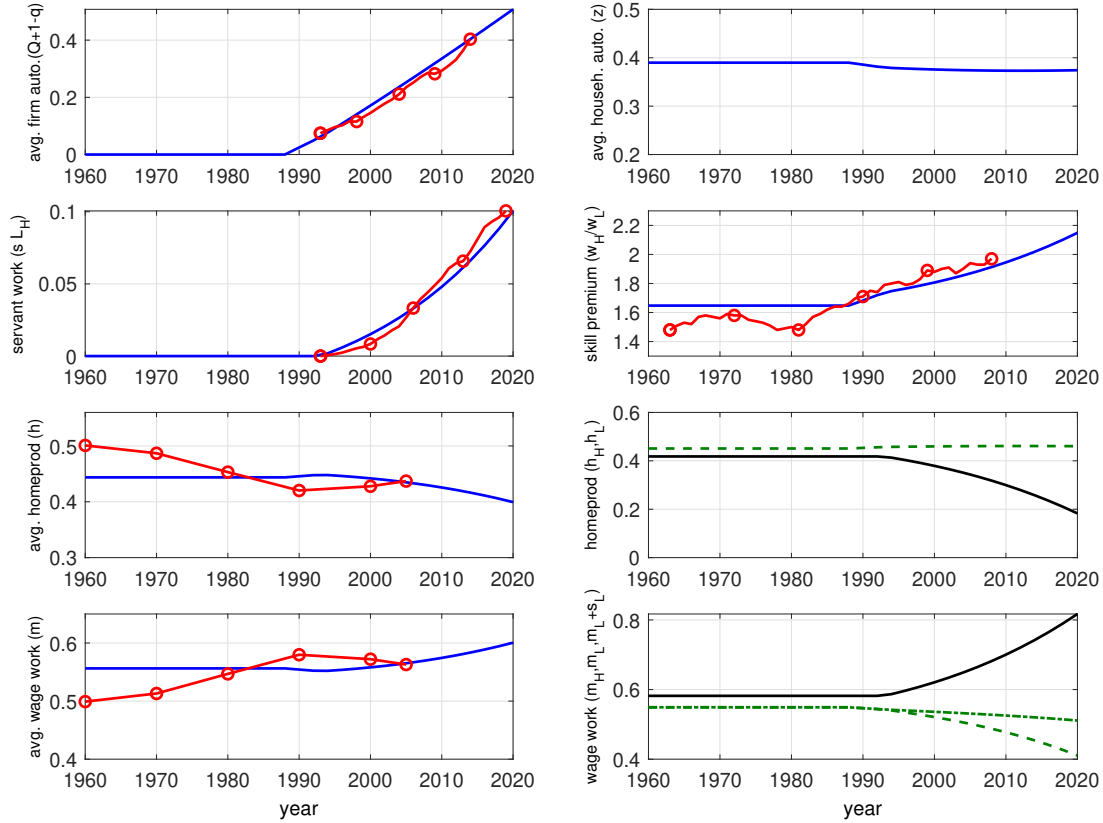 avg. firm auto.(Q+1-q)
0.4
0.2
0
1960 1970 1980 1990 2000 2010 2020
avg. househ. auto. (z)
0.5
0.4
0.3
0.2
1960 1970 1980 1990 2000 2010 2020
servant work (s L_H)
0.1
0.05
0
1960 1970 1980 1990 2000 2010 2020
skill premium (w_H/w_L)
2.2
2
1.8
1.6
1.4
1960 1970 1980 1990 2000 2010 2020
avg. homeprod (h)
0.5
0.4
0.3
1960 1970 1980 1990 2000 2010 2020
homeprod (h_H,h_L)
0.6
0.4
0.2
0
1960 1970 1980 1990 2000 2010 2020
avg. wage work (m)
0.6
0.5
0.4
1960 1970 1980 1990 2000 2010 2020
year
wage work (m_H,m_L,m_L+s_L)
0.8
0.6
0.4
1960 1970 1980 1990 2000 2010 2020
year